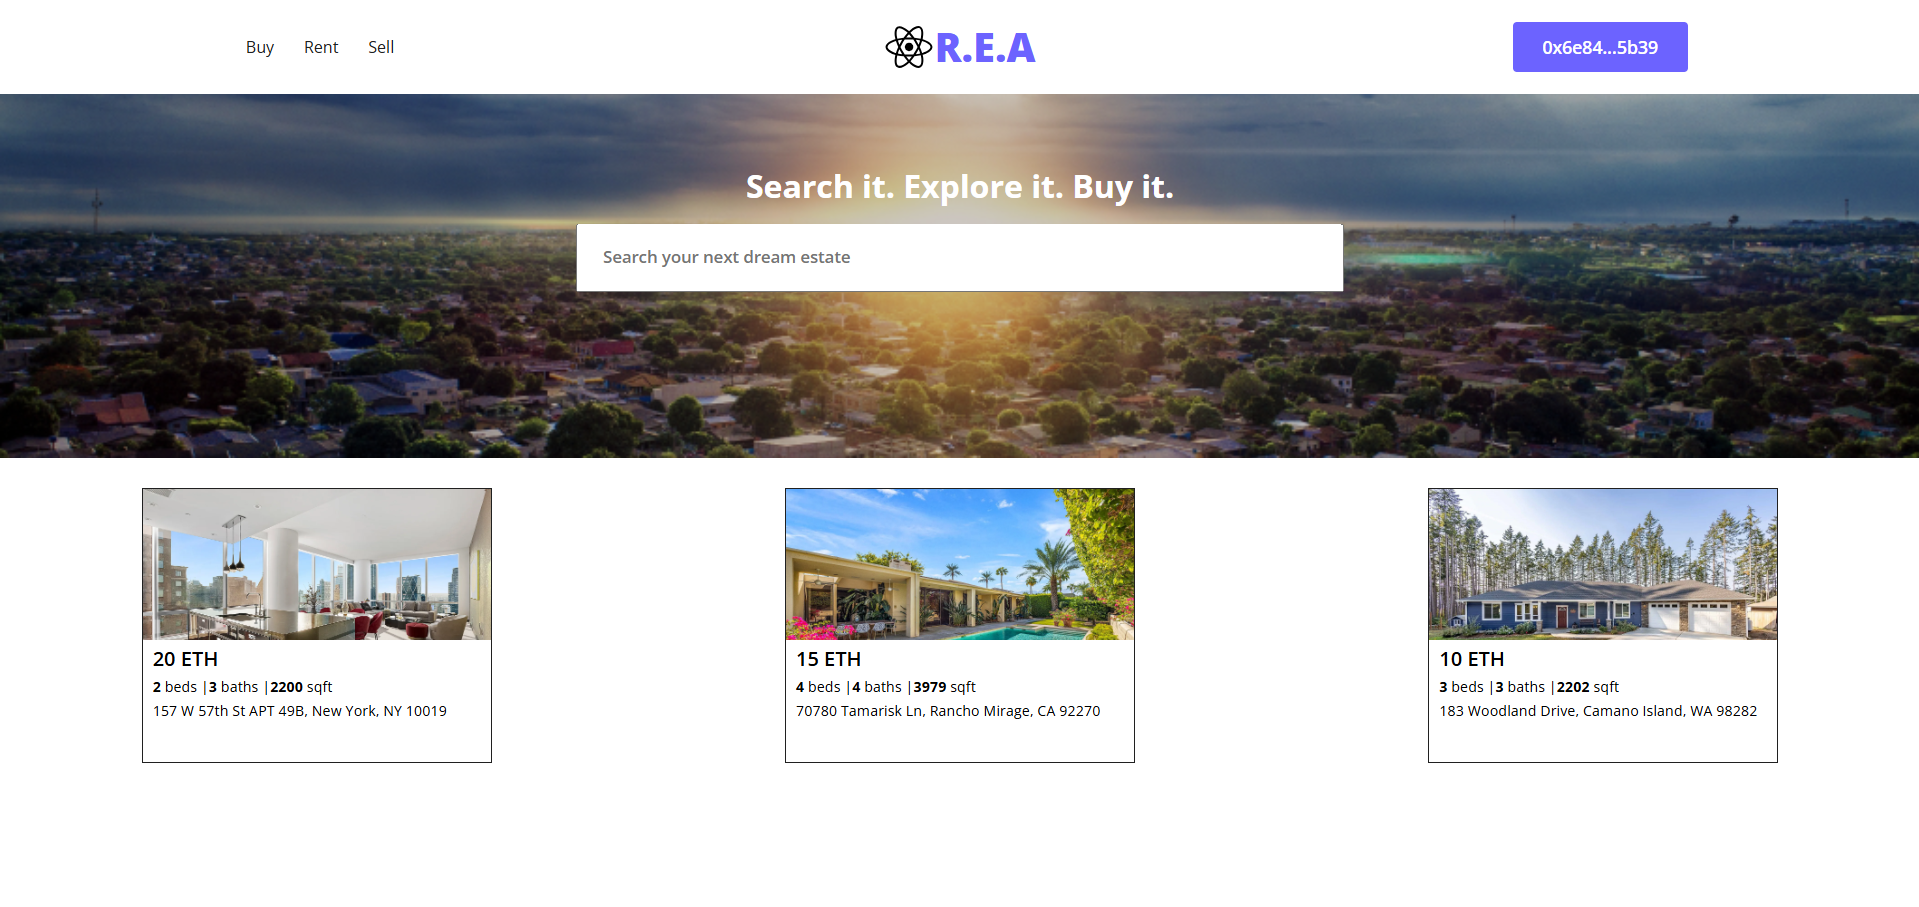 Buy
Rent
Sell
R.E.A
0x6e84...5b39
Search it. Explore it. Buy it.
Search your next dream estate
20 ETH
2 beds |3 baths |2200 sqft
157 W 57th St APT 49B, New York, NY 10019
15 ETH
4 beds |4 baths |3979 sqft
70780 Tamarisk Ln, Rancho Mirage, CA 92270
10 ETH
3 beds |3 baths |2202 sqft
183 Woodland Drive, Camano Island, WA 98282